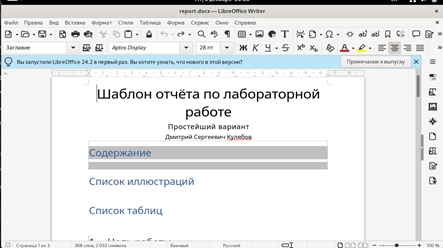 report.docx — LibreOffice Writer
Файл Правка Вид Вставка Формат Стили Таблица Форма Сервис Окно Справка
Заглавие Aptos Display 28 пт Ж К Ч
Вы запустили LibreOffice 24.2 в первый раз. Вы хотите узнать, что нового в этой версии? Примечания к выпуску
Шаблон отчёта по лабораторной
работе
Простейший вариант
Дмитрий Сергеевич Кулябов
Содержание
Список иллюстраций
Список таблиц
Страница 1 из 3 268 слов, 2 032 символа Базовый Русский 100 %